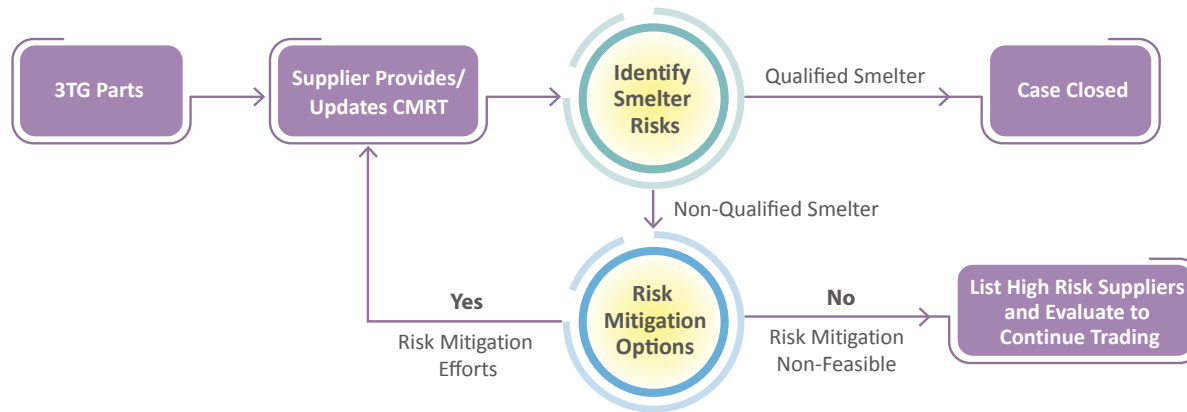 3TG Parts
Supplier Provides/
Updates CMRT
Identify
Smelter
Risks
Qualified Smelter
Case Closed
Non-Qualified Smelter
Yes
Risk Mitigation
Efforts
Risk
Mitigation
Options
No
Risk Mitigation
Non-Feasible
List High Risk Suppliers
and Evaluate to
Continue Trading